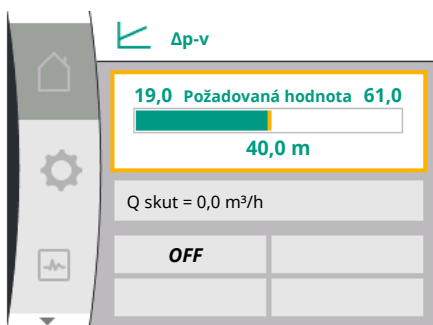 Δp-v
19,0 Požadovaná hodnota 61,0
40,0 m
Q skut = 0,0 m³/h
OFF